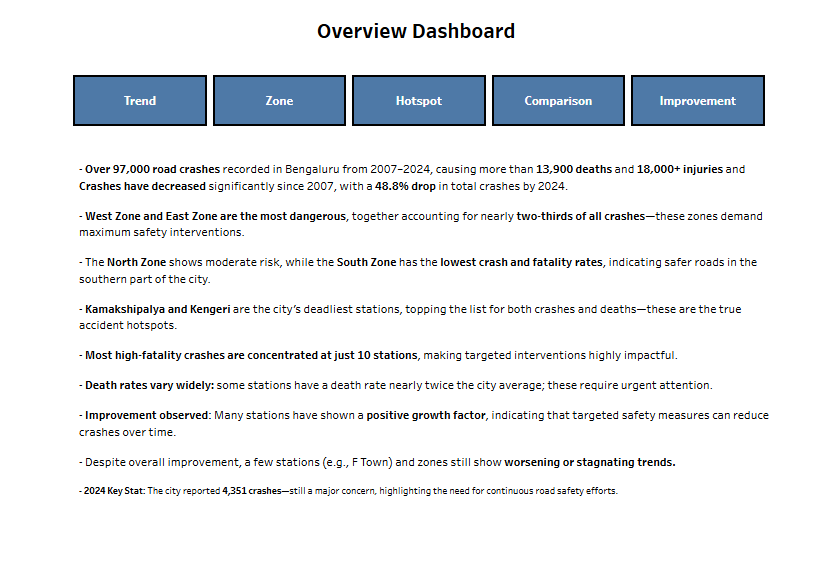 Overview Dashboard
Trend
Zone
Hotspot
Comparison
Improvement
- Over 97,000 road crashes recorded in Bengaluru from 2007–2024, causing more than 13,900 deaths and 18,000+ injuries and
Crashes have decreased significantly since 2007, with a 48.8% drop in total crashes by 2024.
- West Zone and East Zone are the most dangerous, together accounting for nearly two-thirds of all crashes—these zones demand
maximum safety interventions.
- The North Zone shows moderate risk, while the South Zone has the lowest crash and fatality rates, indicating safer roads in the
southern part of the city.
- Kamakshipalya and Kengeri are the city's deadliest stations, topping the list for both crashes and deaths—these are the true
accident hotspots.
- Most high-fatality crashes are concentrated at just 10 stations, making targeted interventions highly impactful.
- Death rates vary widely: some stations have a death rate nearly twice the city average; these require urgent attention.
- Improvement observed: Many stations have shown a positive growth factor, indicating that targeted safety measures can reduce
crashes over time.
- Despite overall improvement, a few stations (e.g., F Town) and zones still show worsening or stagnating trends.
- 2024 Key Stat: The city reported 4,351 crashes—still a major concern, highlighting the need for continuous road safety efforts.